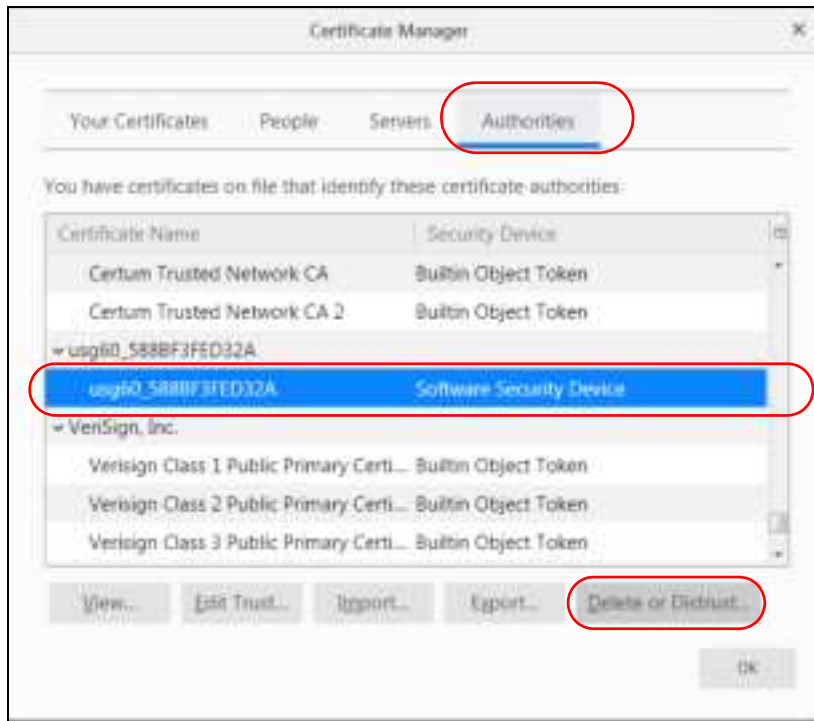 Certificate Manager
Your Certificates People Servers Authorities
You have certificates on file that identify these certificate authorities
Certificate Name Security Device
Certum Trusted Network CA Builtin Object Token
Certum Trusted Network CA 2 Builtin Object Token
usg60_588BF3FED32A
usg60_588BF3FED32A Software Security Device
VeriSign, Inc.
Verisign Class 1 Public Primary Certi... Builtin Object Token
Verisign Class 2 Public Primary Certi... Builtin Object Token
Verisign Class 3 Public Primary Certi... Builtin Object Token
View... Edit Trust... Import... Export... Delete or Distrust...
OK